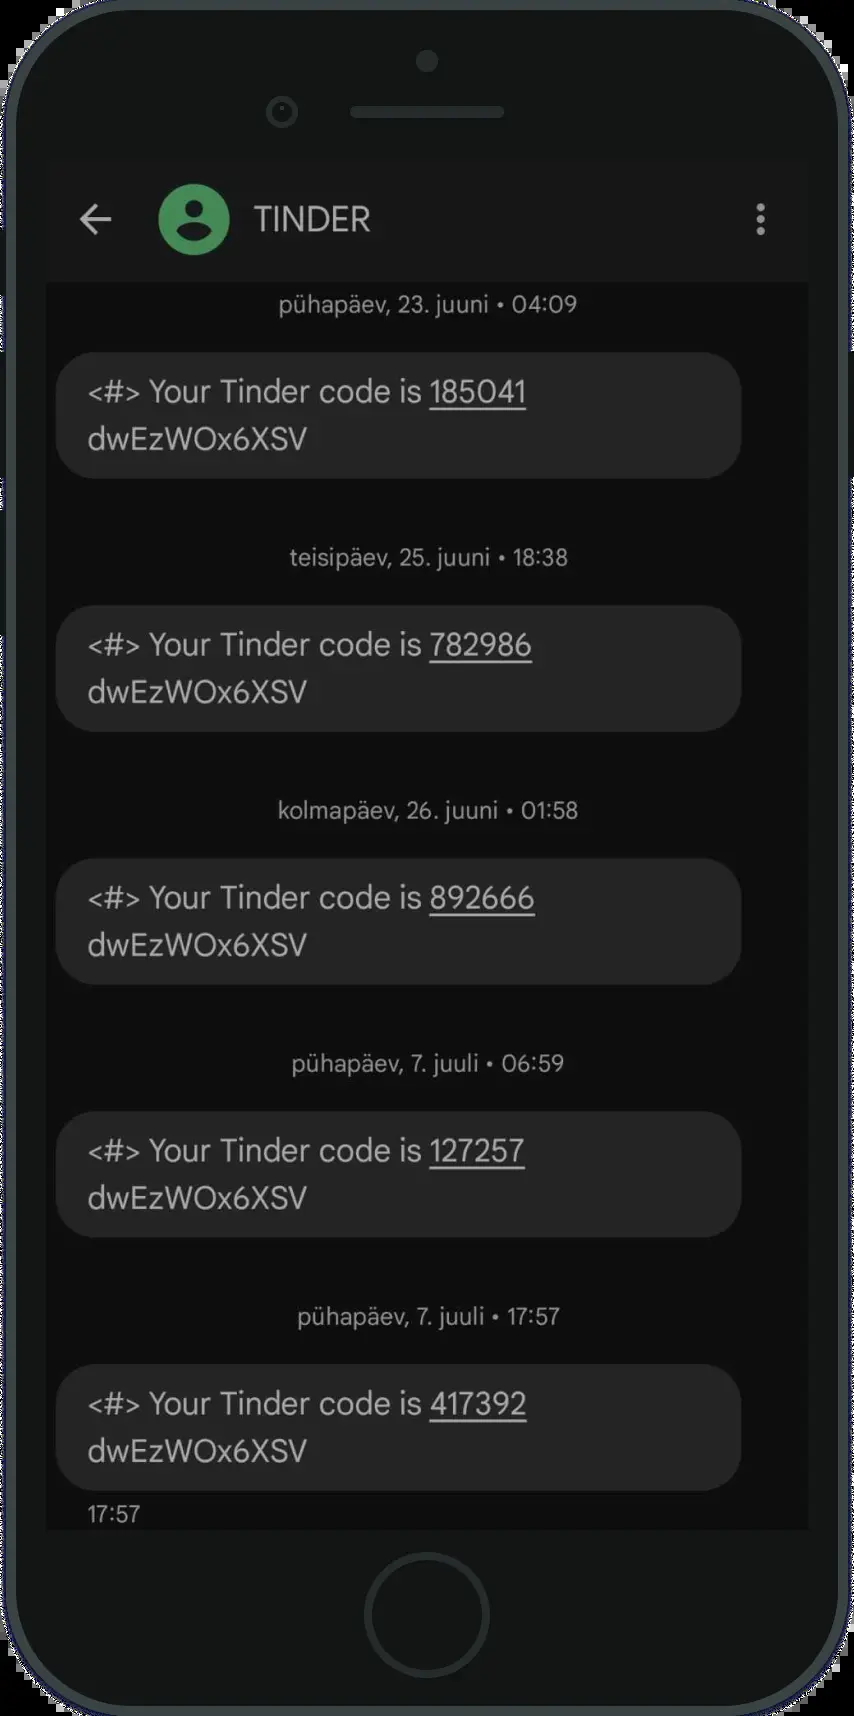 TINDER
pühapäev, 23. juuni • 04:09
<#> Your Tinder code is 185041
dwEzWOx6XSV
teisipäev, 25. juuni • 18:38
<#> Your Tinder code is 782986
dwEzWOx6XSV
kolmapäev, 26. juuni • 01:58
<#> Your Tinder code is 892666
dwEzWOx6XSV
pühapäev, 7. juuli • 06:59
<#> Your Tinder code is 127257
dwEzWOx6XSV
pühapäev, 7. juuli • 17:57
<#> Your Tinder code is 417392
dwEzWOx6XSV
17:57